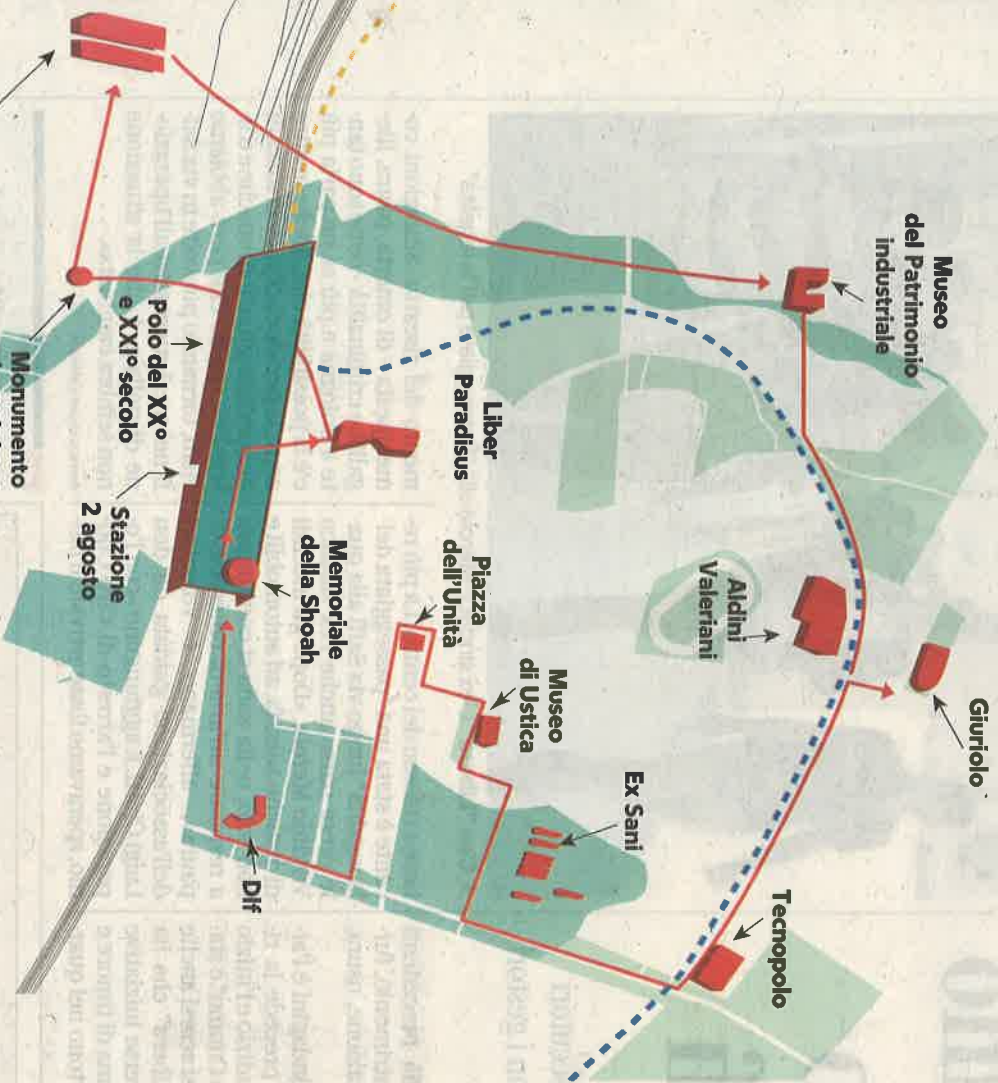 Museo
del Patrimonio
industriale
Giuriolo
Aldini
Valeriani
Tecnopolo
Ex Sani
Museo
di Ustica
Piazza
dell'Unità
Liber
Paradisus
Memoriale
della Shoah
Dlf
Polo del XX°
e XXI° secolo
Stazione
2 agosto
Monumento